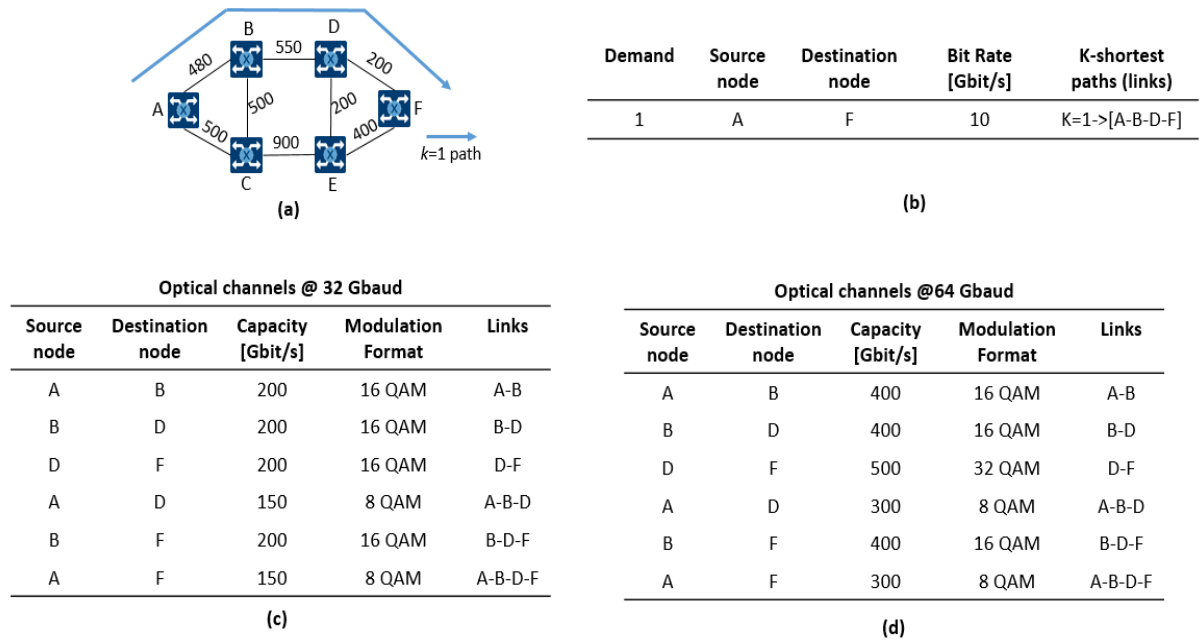 B D
480 550 200
A 500 200 F
500 900 400
C E
k=1 path
(a)
Demand Source node Destination node Bit Rate [Gbit/s] K-shortest paths (links)
1 A F 10 K=1->[A-B-D-F]
(b)
Optical channels @ 32 Gbaud
Source node Destination node Capacity [Gbit/s] Modulation Format Links
A B 200 16 QAM A-B
B D 200 16 QAM B-D
D F 200 16 QAM D-F
A D 150 8 QAM A-B-D
B F 200 16 QAM B-D-F
A F 150 8 QAM A-B-D-F
(c)
Optical channels @64 Gbaud
Source node Destination node Capacity [Gbit/s] Modulation Format Links
A B 400 16 QAM A-B
B D 400 16 QAM B-D
D F 500 32 QAM D-F
A D 300 8 QAM A-B-D
B F 400 16 QAM B-D-F
A F 300 8 QAM A-B-D-F
(d)